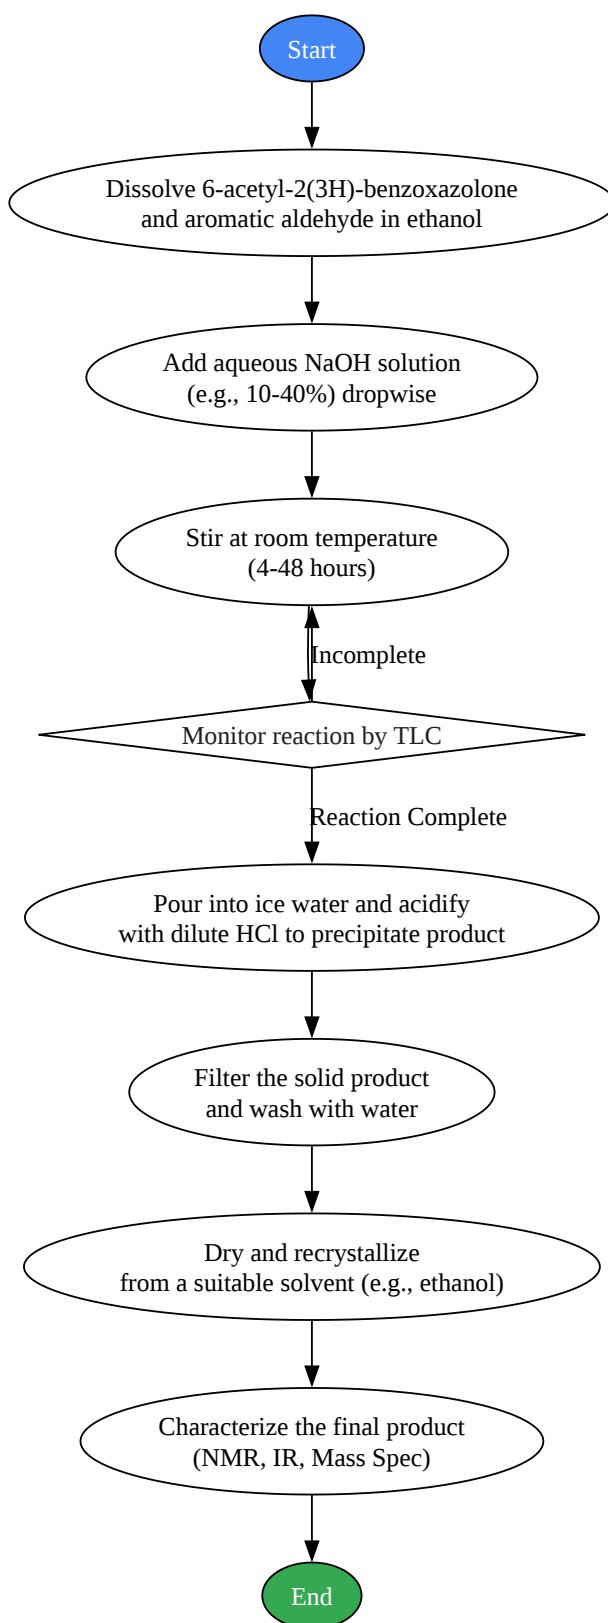 Start
Dissolve 6-acetyl-2(3H)-benzoxazolone
and aromatic aldehyde in ethanol
Add aqueous NaOH solution
(e.g., 10-40%) dropwise
Stir at room temperature
(4-48 hours)
Incomplete
Monitor reaction by TLC
Reaction Complete
Pour into ice water and acidify
with dilute HCl to precipitate product
Filter the solid product
and wash with water
Dry and recrystallize
from a suitable solvent (e.g., ethanol)
Characterize the final product
(NMR, IR, Mass Spec)
End